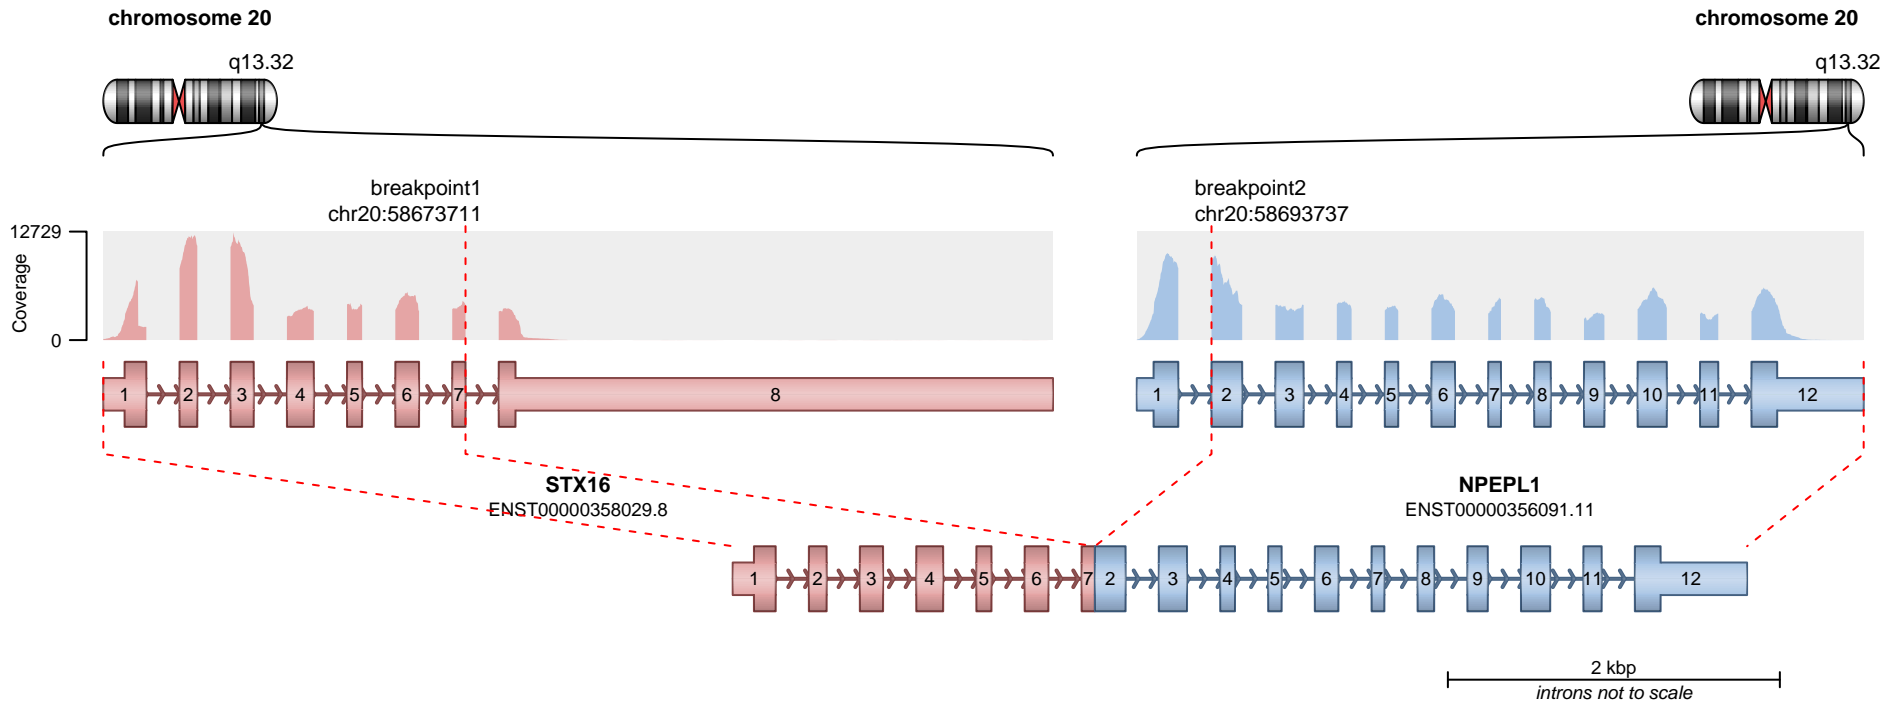 chromosome 20
chromosome 20
q13.32
q13.32
breakpoint1
chr20:58673711
breakpoint2
chr20:58693737
12729
Coverage
0
1 2 3 4 5 6 7 8
1 2 3 4 5 6 7 8 9 10 11 12
STX16
ENST00000358029.8
NPEPL1
ENST00000356091.11
1 2 3 4 5 6 7 2 3 4 5 6 7 8 9 10 11 12
2 kbp
introns not to scale